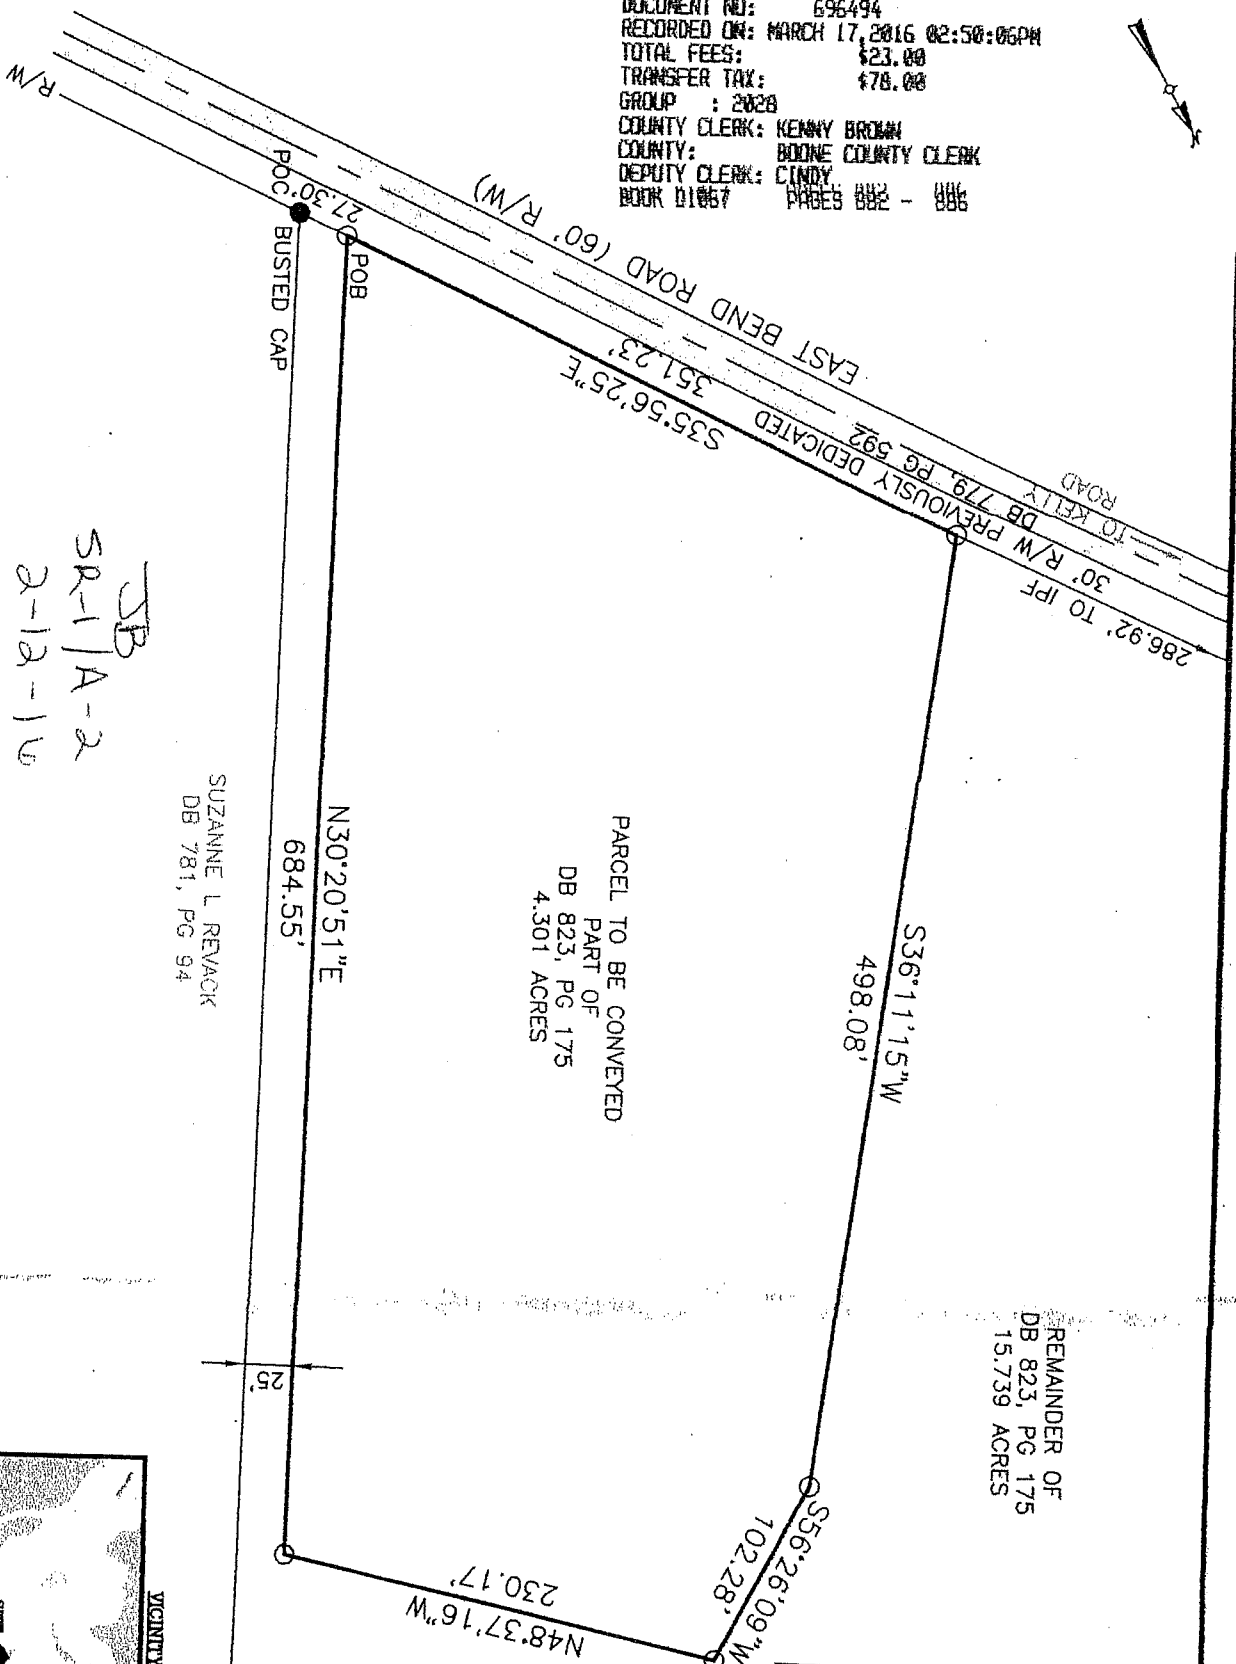 DOCUMENT NO: 696494
RECORDED ON: MARCH 17,2016 02:50:06PM
TOTAL FEES: $23.00
TRANSFER TAX: $78.00
GROUP : 2028
COUNTY CLERK: KENNY BROWN
COUNTY: BOONE COUNTY CLERK
DEPUTY CLERK: CINDY
BOOK D1067 PAGES 882 - 886
R/W
POC
27.30'
POB
BUSTED CAP
EAST BEND ROAD (60' R/W)
351.23'
S35°56'25"E
30' R/W PREVIOUSLY DEDICATED
DB 779, PG 592
TO KELLY
ROAD
286.92' TO IPF
JB
SR-1/A-2
2-12-16
SUZANNE L REVACK
DB 781, PG 94
N30°20'51"E
684.55'
PARCEL TO BE CONVEYED
PART OF
DB 823, PG 175
4.301 ACRES
S36°11'15"W
498.08'
REMAINDER OF
DB 823, PG 175
15.739 ACRES
25'
S56°26'09"W
102.28'
N48°37'16"W
230.17'
VICINITY